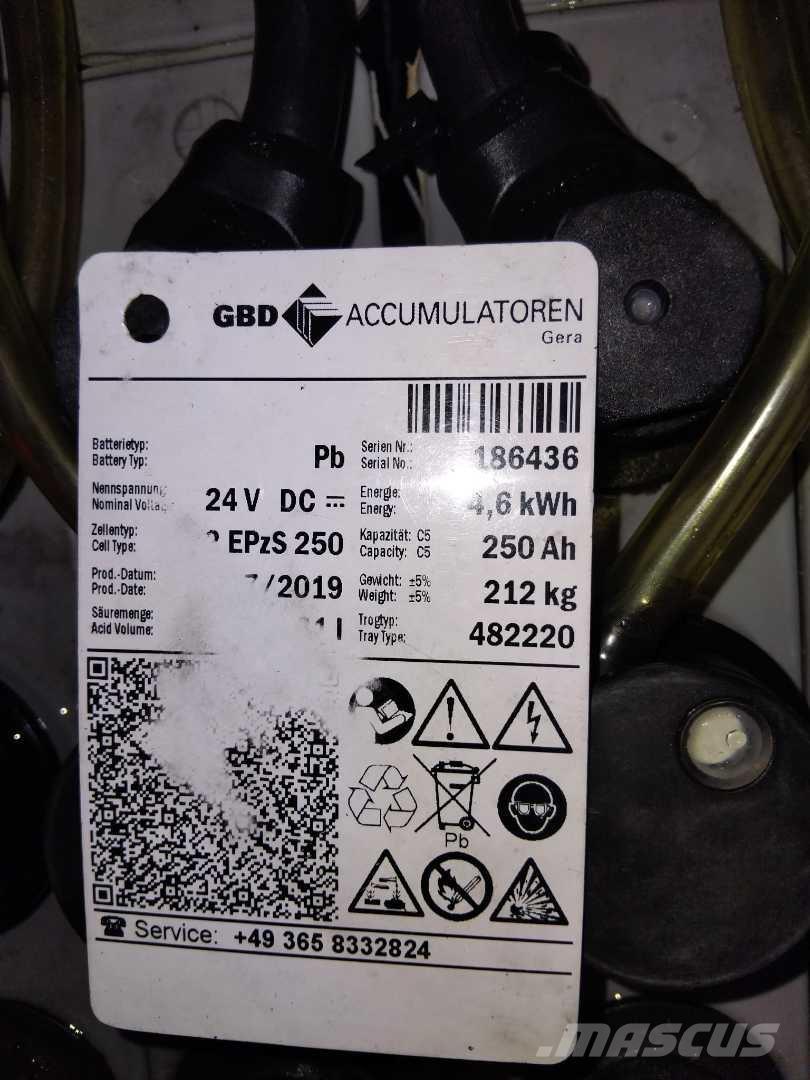 GBD ACCUMULATOREN
Gera
Batterietyp:
Battery Typ:
Pb
Serien Nr.:
Serial No.:
186436
Nennspannung
Nominal
24 V DC
Energie:
Energy:
4,6 kWh
Zellentyp:
Cell Type:
EPzS 250
Kapazität: C5
Capacity: C5
250 Ah
Prod.-Datum:
Prod.-Date:
/2019
Gewicht: ±5%
Weight: ±5%
212 kg
Säuremenge:
Acid Volume:
l
Trogtyp:
Tray Type:
482220
Pb
Service: +49 365 8332824
MASCUS